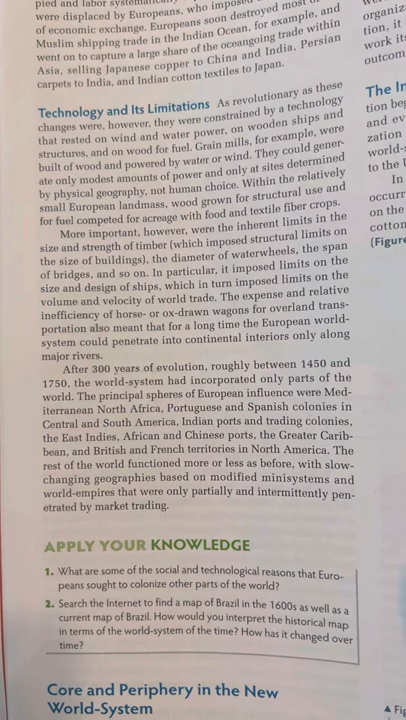 pied and labor systematically
were displaced by Europeans, who imposed
of economic exchange. Europeans soon destroyed most of
Muslim shipping trade in the Indian Ocean, for example, and
went on to capture a large share of the oceangoing trade within
Asia, selling Japanese copper to China and India, Persian
carpets to India, and Indian cotton textiles to Japan.
Technology and Its Limitations As revolutionary as these
changes were, however, they were constrained by a technology
that rested on wind and water power, on wooden ships and
structures, and on wood for fuel. Grain mills, for example, were
built of wood and powered by water or wind. They could gener-
ate only modest amounts of power and only at sites determined
by physical geography, not human choice. Within the relatively
small European landmass, wood grown for structural use and
for fuel competed for acreage with food and textile fiber crops.
More important, however, were the inherent limits in the
size and strength of timber (which imposed structural limits on
the size of buildings), the diameter of waterwheels, the span
of bridges, and so on. In particular, it imposed limits on the
size and design of ships, which in turn imposed limits on the
volume and velocity of world trade. The expense and relative
inefficiency of horse- or ox-drawn wagons for overland trans-
portation also meant that for a long time the European world-
system could penetrate into continental interiors only along
major rivers.
After 300 years of evolution, roughly between 1450 and
1750, the world-system had incorporated only parts of the
world. The principal spheres of European influence were Med-
iterranean North Africa, Portuguese and Spanish colonies in
Central and South America, Indian ports and trading colonies,
the East Indies, African and Chinese ports, the Greater Carib-
bean, and British and French territories in North America. The
rest of the world functioned more or less as before, with slow-
changing geographies based on modified minisystems and
world-empires that were only partially and intermittently pen-
etrated by market trading.
APPLY YOUR KNOWLEDGE
1. What are some of the social and technological reasons that Euro-
peans sought to colonize other parts of the world?
2. Search the Internet to find a map of Brazil in the 1600s as well as a
current map of Brazil. How would you interpret the historical map
in terms of the world-system of the time? How has it changed over
time?
Core and Periphery in the New
World-System
organiz
tion, it
work it
outcom
The In
tion beg
and ev
zation
world-
to the
In
occurr
on the
cotton
(Figure
▲ Fig